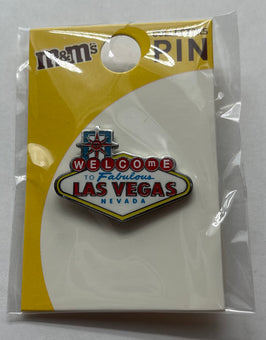 m&m's
PIN
WELCOME
TO Fabulous
LAS VEGAS
NEVADA